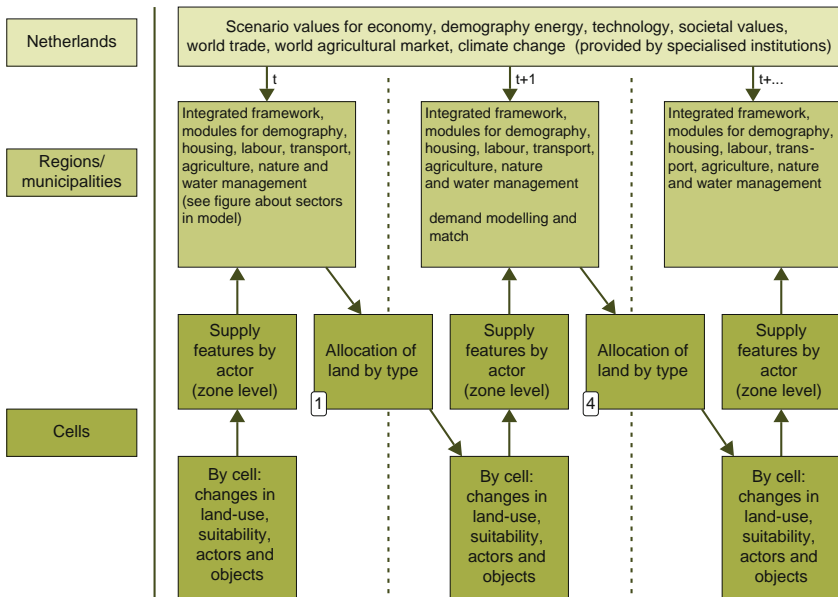 Netherlands
Scenario values for economy, demography energy, technology, societal values,
world trade, world agricultural market, climate change (provided by specialised institutions)
t
t+1
t+...
Regions/
municipalities
Integrated framework,
modules for demography,
housing, labour, transport,
agriculture, nature and
water management
(see figure about sectors
in model)
Integrated framework,
modules for demography,
housing, labour, transport,
agriculture, nature
and water management
demand modelling and
match
Integrated framework,
modules for demography,
housing, labour, trans-
port, agriculture, nature
and water management
Supply
features by
actor
(zone level)
Allocation of
land by type
1
Supply
features by
actor
(zone level)
Allocation of
land by type
4
Supply
features by
actor
(zone level)
Cells
By cell:
changes in
land-use,
suitability,
actors and
objects
By cell:
changes in
land-use,
suitability,
actors and
objects
By cell:
changes in
land-use,
suitability,
actors and
objects